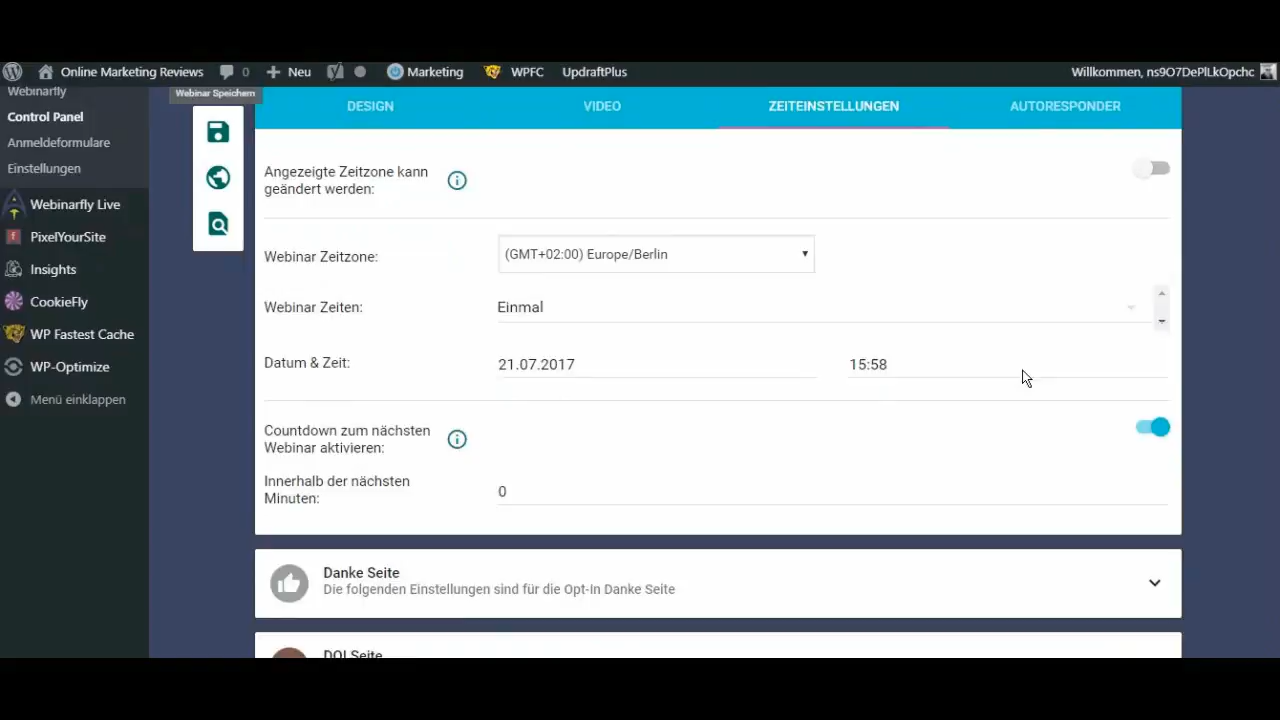 Online Marketing Reviews 0 Neu Marketing WPFC UpdraftPlus Willkommen, ns9O7DePlLkOpchc
Webinarfly
Control Panel
Anmeldeformulare
Einstellungen
Webinarfly Live
PixelYourSite
Insights
CookieFly
WP Fastest Cache
WP-Optimize
Menü einklappen
Webinar Speichern
DESIGN VIDEO ZEITEINSTELLUNGEN AUTORESPONDER
Angezeigte Zeitzone kann
geändert werden:
Webinar Zeitzone: (GMT+02:00) Europe/Berlin
Webinar Zeiten: Einmal
Datum & Zeit: 21.07.2017 15:58
Countdown zum nächsten
Webinar aktivieren:
Innerhalb der nächsten
Minuten: 0
Danke Seite
Die folgenden Einstellungen sind für die Opt-In Danke Seite
DOI Seite